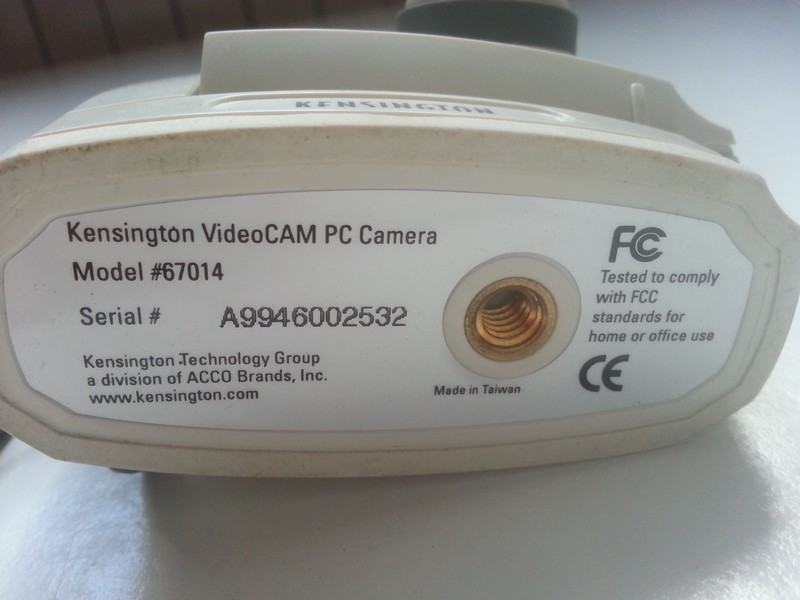 KENSINGTON
Kensington VideoCAM PC Camera
Model #67014
Serial # A9946002532
Kensington Technology Group
a division of ACCO Brands, Inc.
www.kensington.com
Made in Taiwan
FC
Tested to comply
with FCC
standards for
home or office use
CE